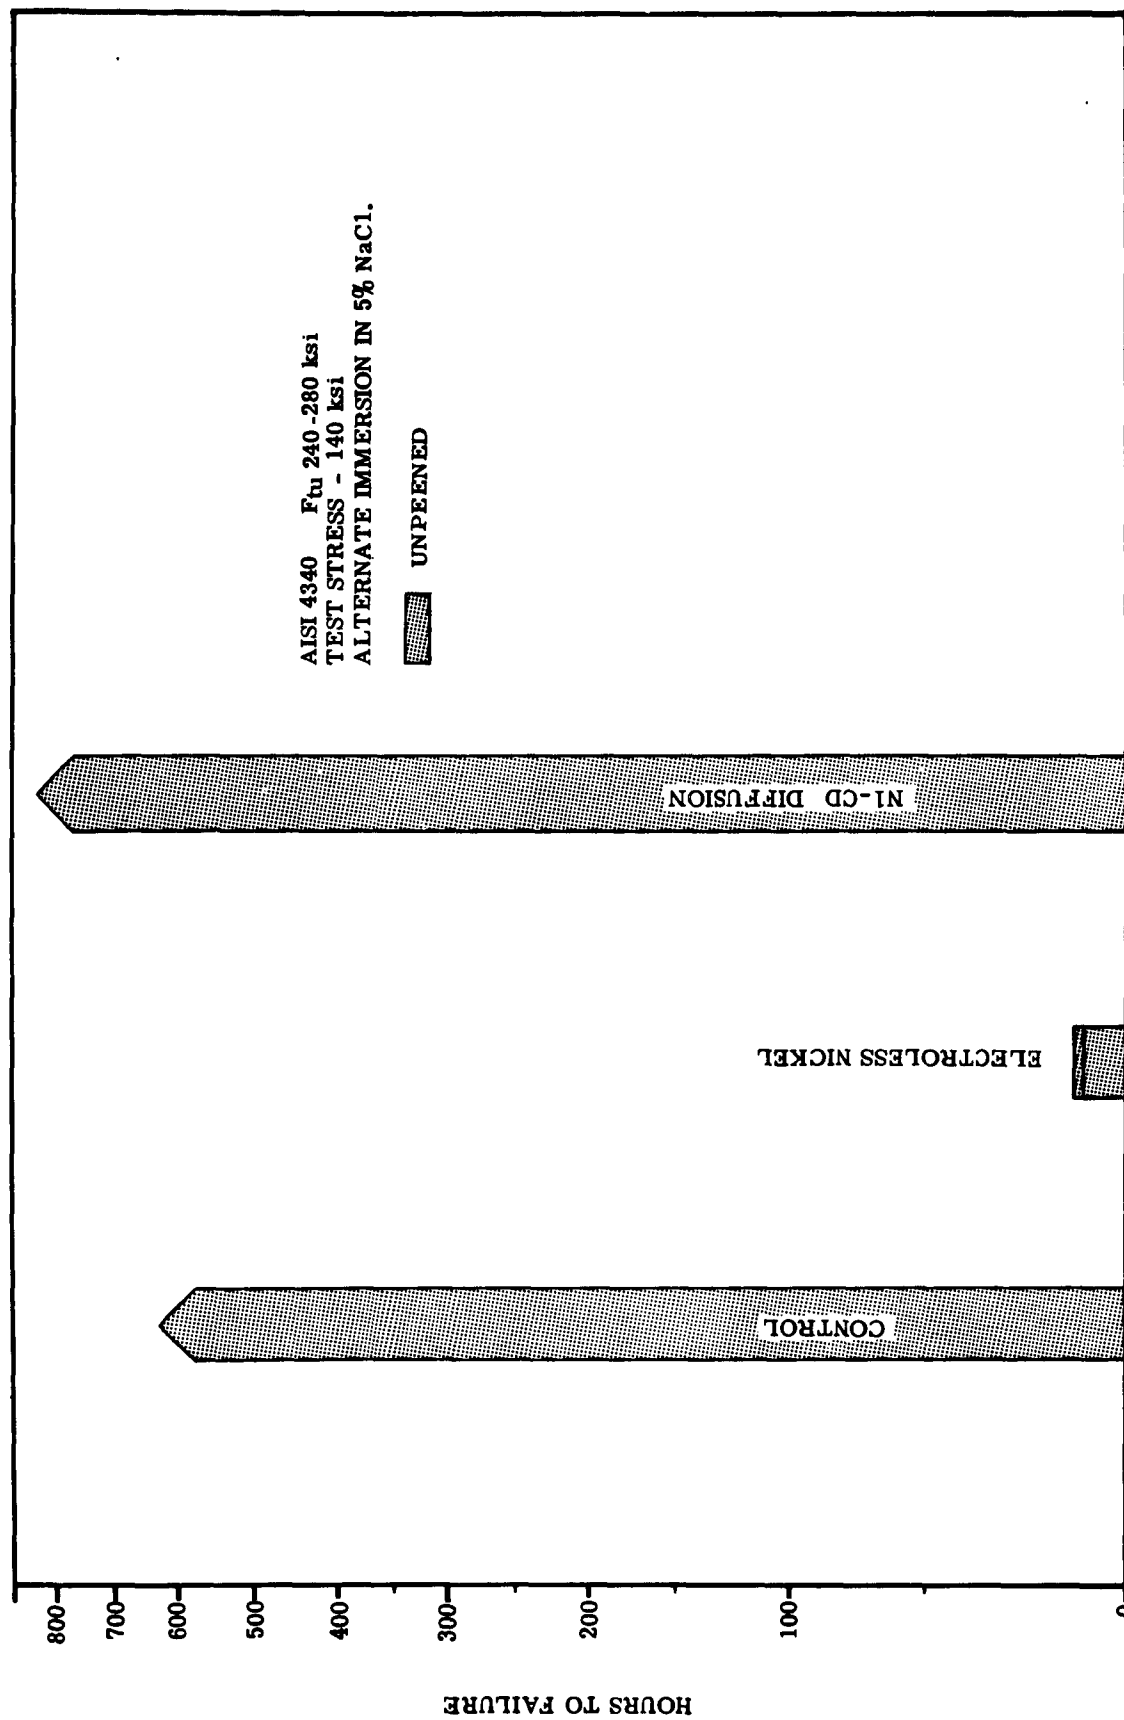 AISI 4340 Ftu 240-280 ksi
TEST STRESS - 140 ksi
ALTERNATE IMMERSION IN 5% NaCl.
UNPEENED
HOURS TO FAILURE
800
700
600
500
400
300
200
100
0
CONTROL
ELECTROLESS NICKEL
N1-CD DIFFUSION